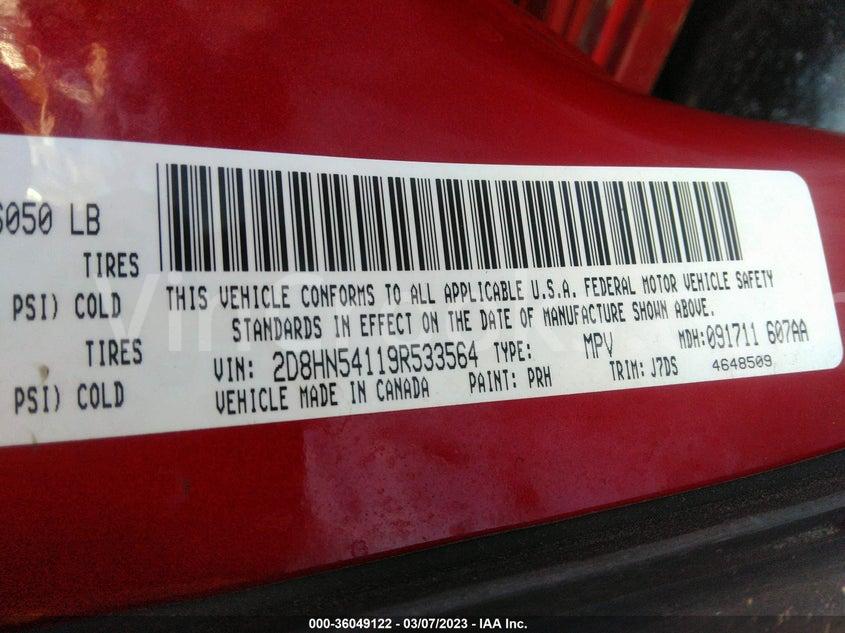 6050 LB
TIRES
PSI) COLD
TIRES
PSI) COLD
THIS VEHICLE CONFORMS TO ALL APPLICABLE U.S.A. FEDERAL MOTOR VEHICLE SAFETY
STANDARDS IN EFFECT ON THE DATE OF MANUFACTURE SHOWN ABOVE.
VIN: 2D8HN54119R533564 TYPE: MPV MDH: 091711 607AA
VEHICLE MADE IN CANADA PAINT: PRH TRIM: J7DS 4648509
000-36049122 - 03/07/2023 - IAA Inc.